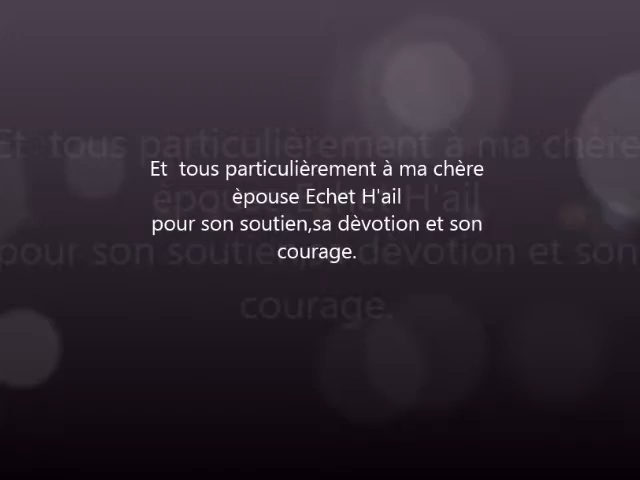 Et  tous particulièrement à ma chère
èpouse Echet H'ail
pour son soutien,sa dèvotion et son
courage.